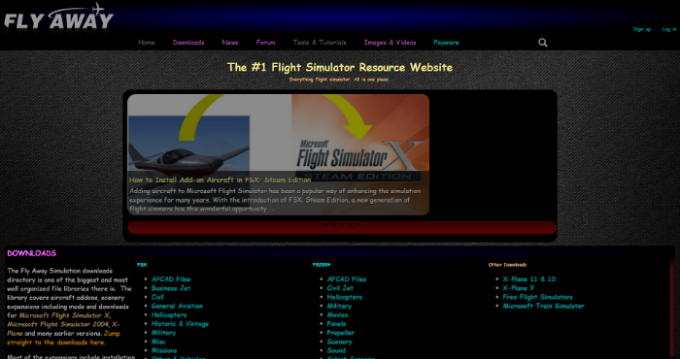 FLY AWAY
Sign up Log in
Home Downloads News Forum Tools & Tutorials Images & Videos Payware
The #1 Flight Simulator Resource Website
Everything flight simulator. All in one place.
Microsoft
Flight Simulator X
STEAM EDITION
How to Install Add-on Aircraft in FSX: Steam Edition
Adding aircraft to Microsoft Flight Simulator has been a popular way of enhancing the simulation
experience for many years. With the introduction of FSX: Steam Edition, a new generation of
flight simmers has this wonderful opportunity ...
DOWNLOADS
The Fly Away Simulation downloads
directory is one of the biggest and most
well organized file libraries there is. The
library covers aircraft addons, scenery
expansions including mods and downloads
for Microsoft Flight Simulator X,
Microsoft Flight Simulator 2004, X-
Plane and many earlier versions. Jump
straight to the downloads here.
Most of the expansions include installation
FSX
AFCAD Files
Business Jet
Civil
General Aviation
Helicopters
Historic & Vintage
Military
Misc
Missions
FS2004
AFCAD Files
Civil Jet
Helicopters
Military
Movies
Panels
Propeller
Scenery
Sound
Other Downloads
X-Plane 11 & 10
X-Plane 9
Free Flight Simulators
Microsoft Train Simulator